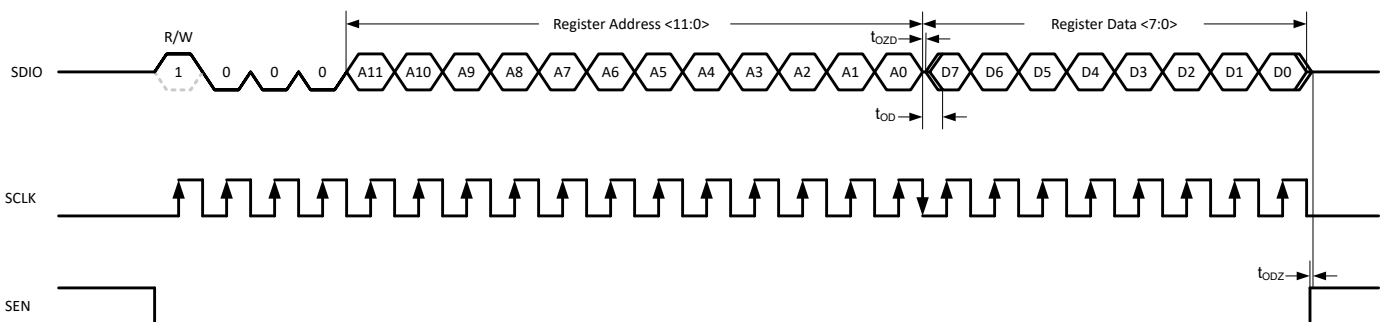 Register Address <11:0> Register Data <7:0>
R/W tOZD
SDIO 1 0 0 0 A11 A10 A9 A8 A7 A6 A5 A4 A3 A2 A1 A0 D7 D6 D5 D4 D3 D2 D1 D0
tOD
SCLK
tODZ
SEN